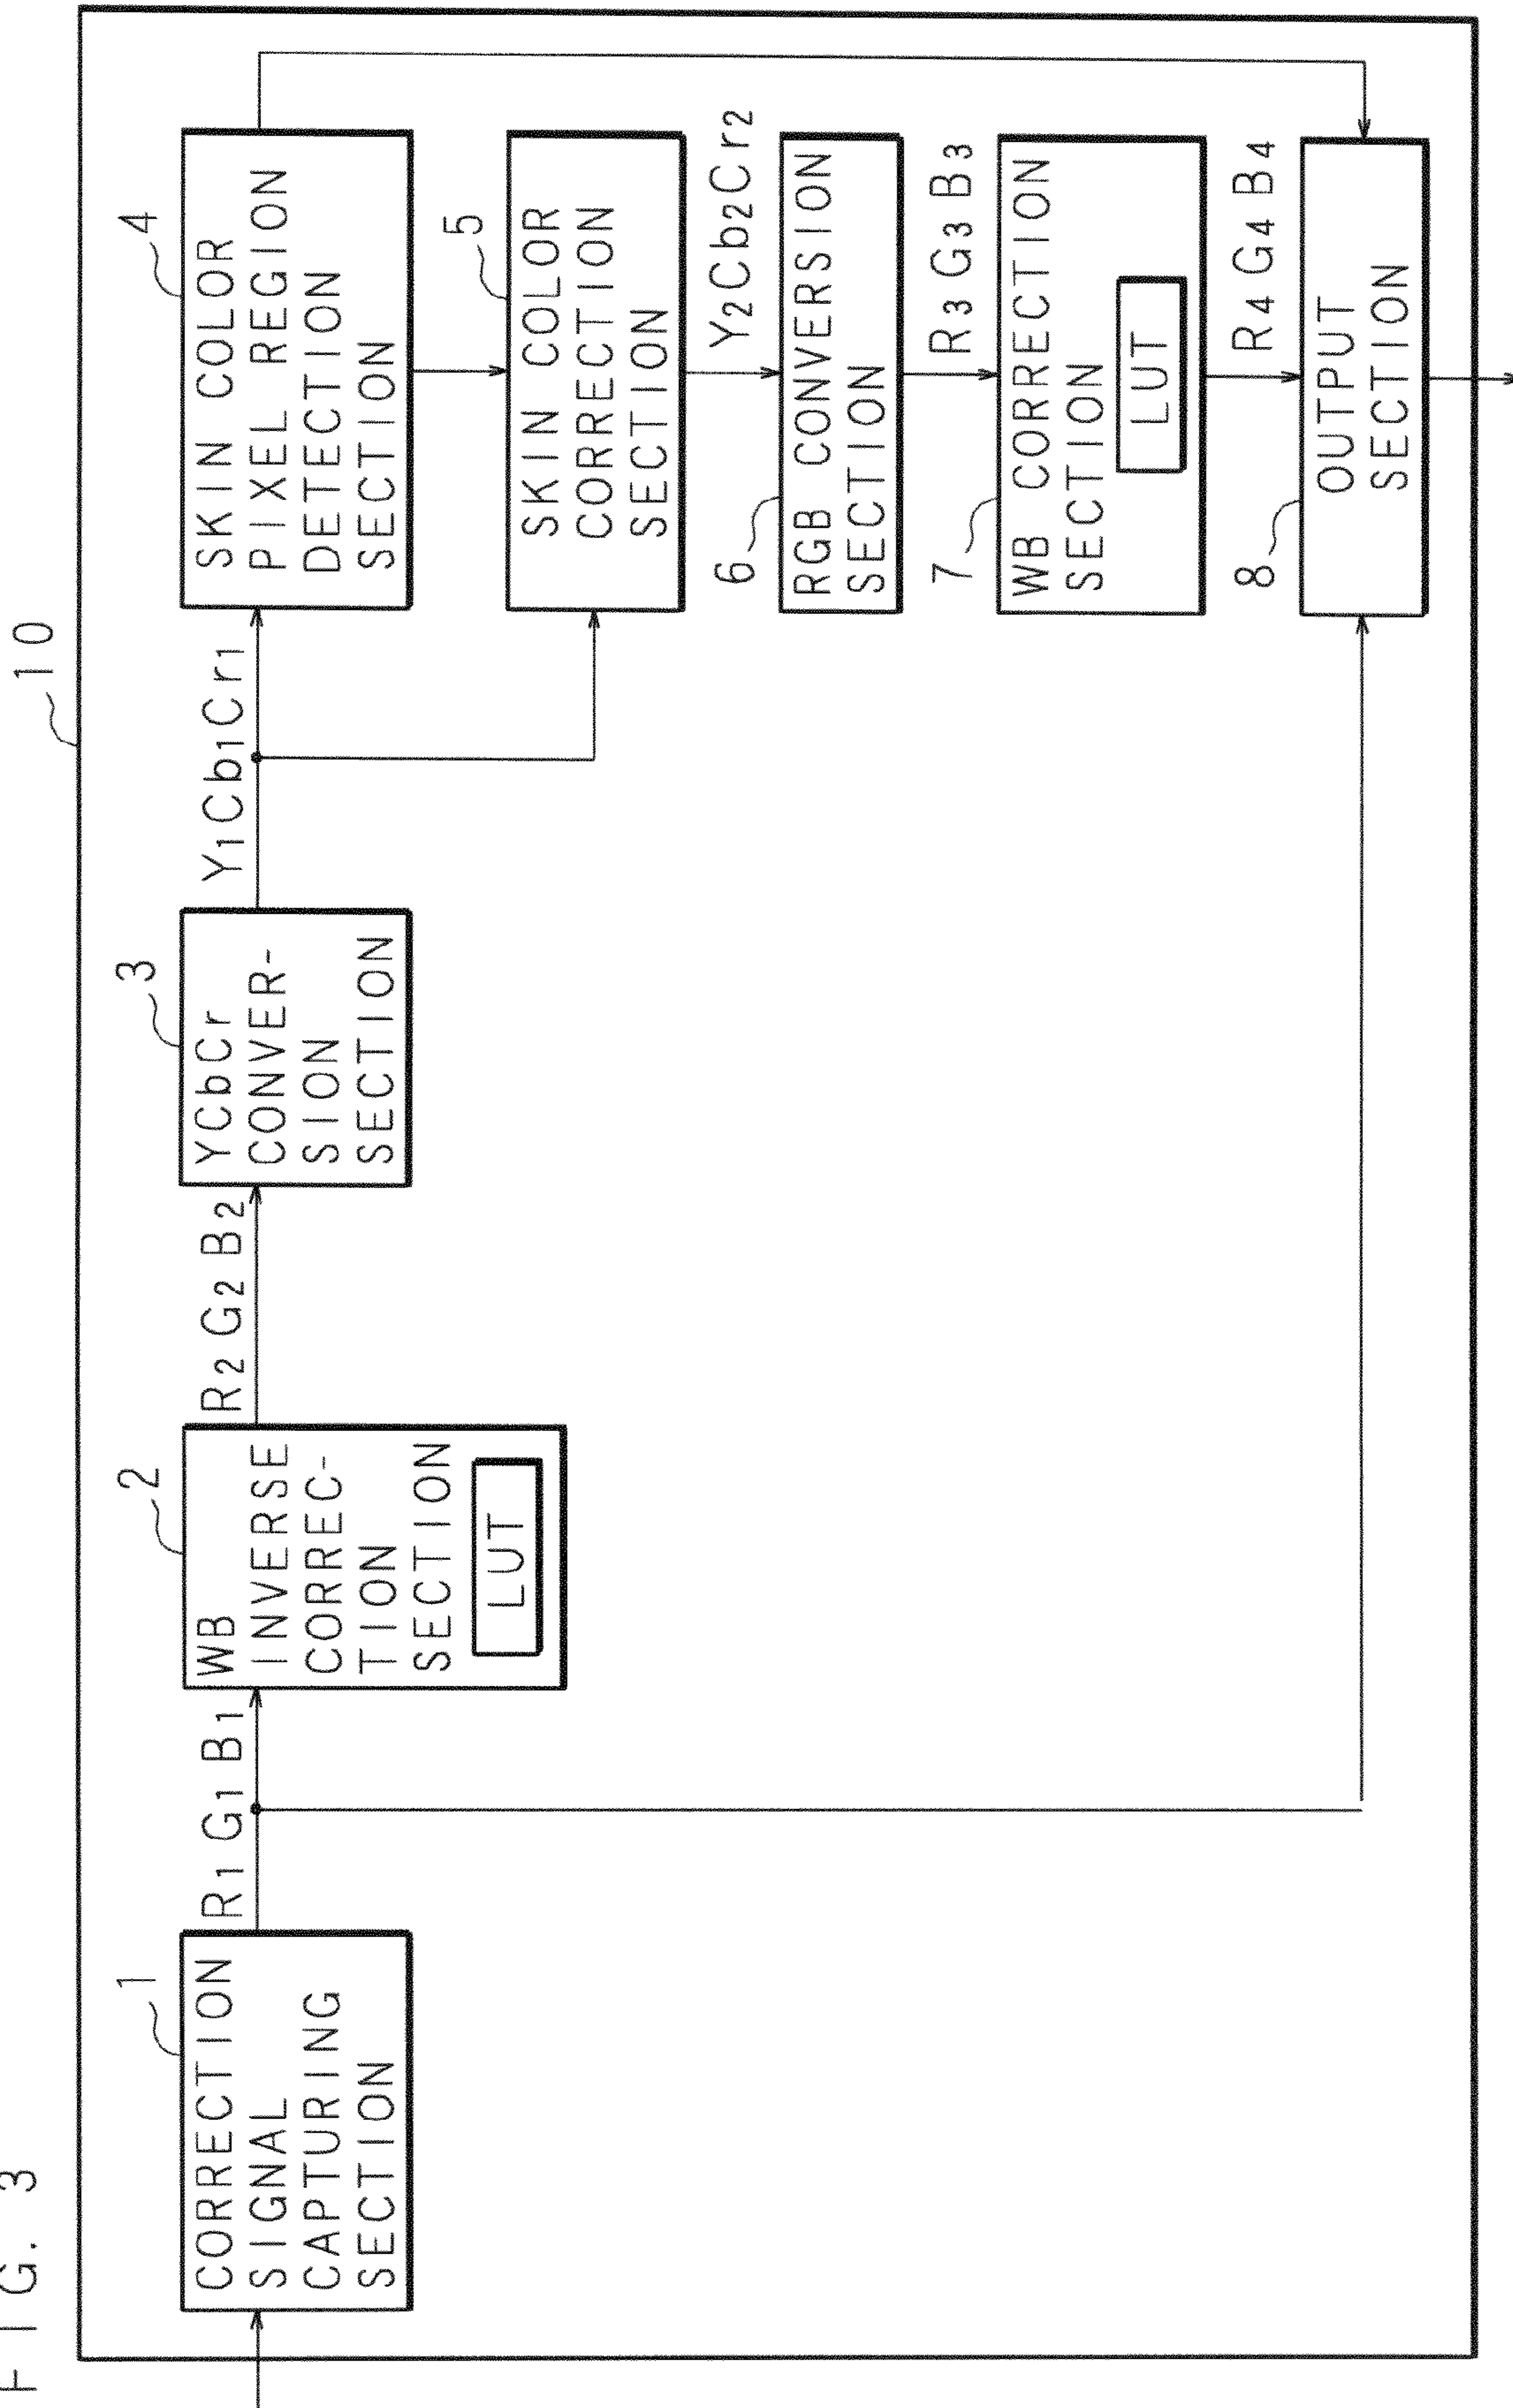 FIG. 3
10
1
CORRECTION
SIGNAL
CAPTURING
SECTION
R1 G1 B1
2
WB
INVERSE
CORREC-
TION
SECTION
LUT
R2 G2 B2
3
YCbCr
CONVER-
SION
SECTION
Y1Cb1Cr1
4
SKIN COLOR
PIXEL REGION
DETECTION
SECTION
5
SKIN COLOR
CORRECTION
SECTION
Y2Cb2Cr2
6
RGB CONVERSION
SECTION
R3 G3 B3
7
WB CORRECTION
SECTION
LUT
R4 G4 B4
8
OUTPUT
SECTION